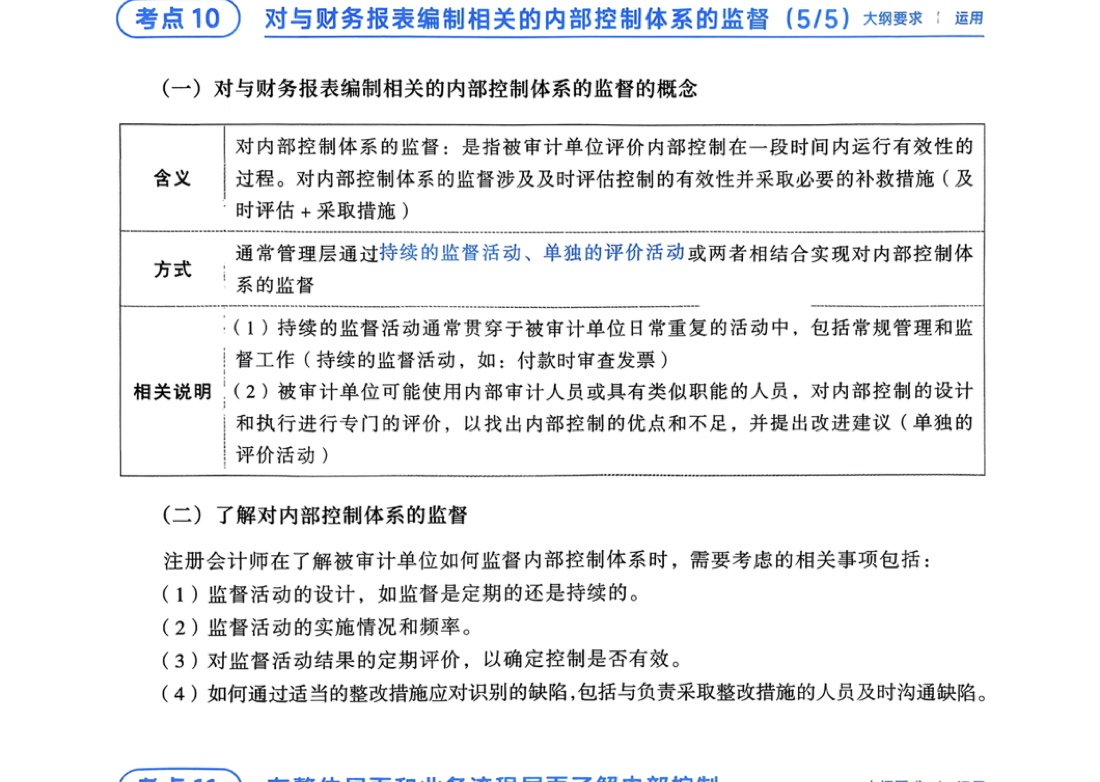 考点 10 对与财务报表编制相关的内部控制体系的监督（5/5） 大纲要求 | 运用
（一）对与财务报表编制相关的内部控制体系的监督的概念
含义
对内部控制体系的监督：是指被审计单位评价内部控制在一段时间内运行有效性的
过程。对内部控制体系的监督涉及及时评估控制的有效性并采取必要的补救措施（及
时评估 + 采取措施）
方式
通常管理层通过持续的监督活动、单独的评价活动或两者相结合实现对内部控制体
系的监督
相关说明
（1）持续的监督活动通常贯穿于被审计单位日常重复的活动中，包括常规管理和监
督工作（持续的监督活动，如：付款时审查发票）
（2）被审计单位可能使用内部审计人员或具有类似职能的人员，对内部控制的设计
和执行进行专门的评价，以找出内部控制的优点和不足，并提出改进建议（单独的
评价活动）
（二）了解对内部控制体系的监督
注册会计师在了解被审计单位如何监督内部控制体系时，需要考虑的相关事项包括：
（1）监督活动的设计，如监督是定期的还是持续的。
（2）监督活动的实施情况和频率。
（3）对监督活动结果的定期评价，以确定控制是否有效。
（4）如何通过适当的整改措施应对识别的缺陷，包括与负责采取整改措施的人员及时沟通缺陷。